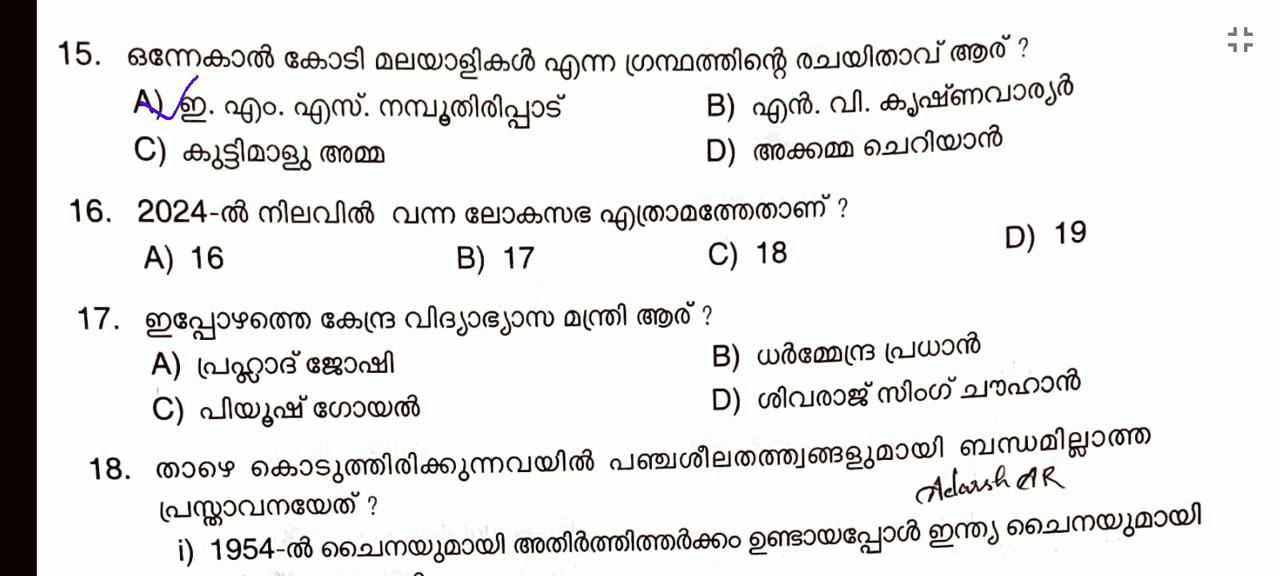 15. ഒന്നേകാൽ കോടി മലയാളികൾ എന്ന ഗ്രന്ഥത്തിന്റെ രചയിതാവ് ആര് ?
A) ഇ. എം. എസ്. നമ്പൂതിരിപ്പാട് B) എൻ. വി. കൃഷ്ണവാര്യർ
C) കുട്ടിമാളു അമ്മ D) അക്കമ്മ ചെറിയാൻ
16. 2024-ൽ നിലവിൽ വന്ന ലോകസഭ എത്രാമത്തേതാണ് ?
A) 16 B) 17 C) 18 D) 19
17. ഇപ്പോഴത്തെ കേന്ദ്ര വിദ്യാഭ്യാസ മന്ത്രി ആര് ?
A) പ്രഹ്ലാദ് ജോഷി B) ധർമ്മേന്ദ്ര പ്രധാൻ
C) പിയൂഷ് ഗോയൽ D) ശിവരാജ് സിംഗ് ചൗഹാൻ
18. താഴെ കൊടുത്തിരിക്കുന്നവയിൽ പഞ്ചശീലതത്ത്വങ്ങളുമായി ബന്ധമില്ലാത്ത
പ്രസ്താവനയേത് ?
Adarsh AR
i) 1954-ൽ ചൈനയുമായി അതിർത്തിത്തർക്കം ഉണ്ടായപ്പോൾ ഇന്ത്യ ചൈനയുമായി